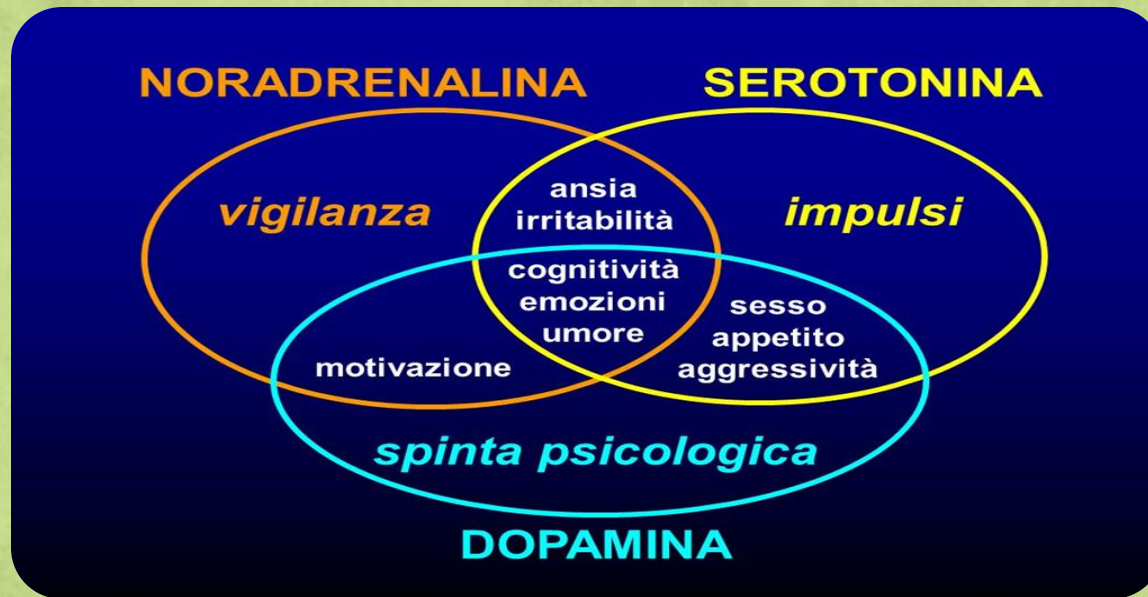 NORADRENALINA
SEROTONINA
vigilanza
ansia
irritabilità
impulsi
cognitività
emozioni
umore
sesso
appetito
aggressività
motivazione
spinta psicologica
DOPAMINA